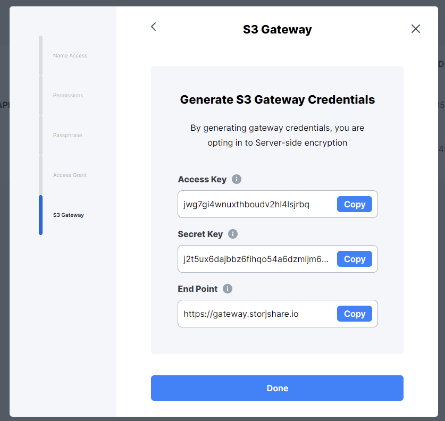 S3 Gateway
Name Access
Permissions
Passphrase
Access Grant
S3 Gateway
Generate S3 Gateway Credentials
By generating gateway credentials, you are
opting in to Server-side encryption
Access Key
jwg7gi4wnuxthboudv2hl4lsjrbq
Copy
Secret Key
j2t5ux6dajbbz6fihqo54a6dzmijm6...
Copy
End Point
https://gateway.storjshare.io
Copy
Done